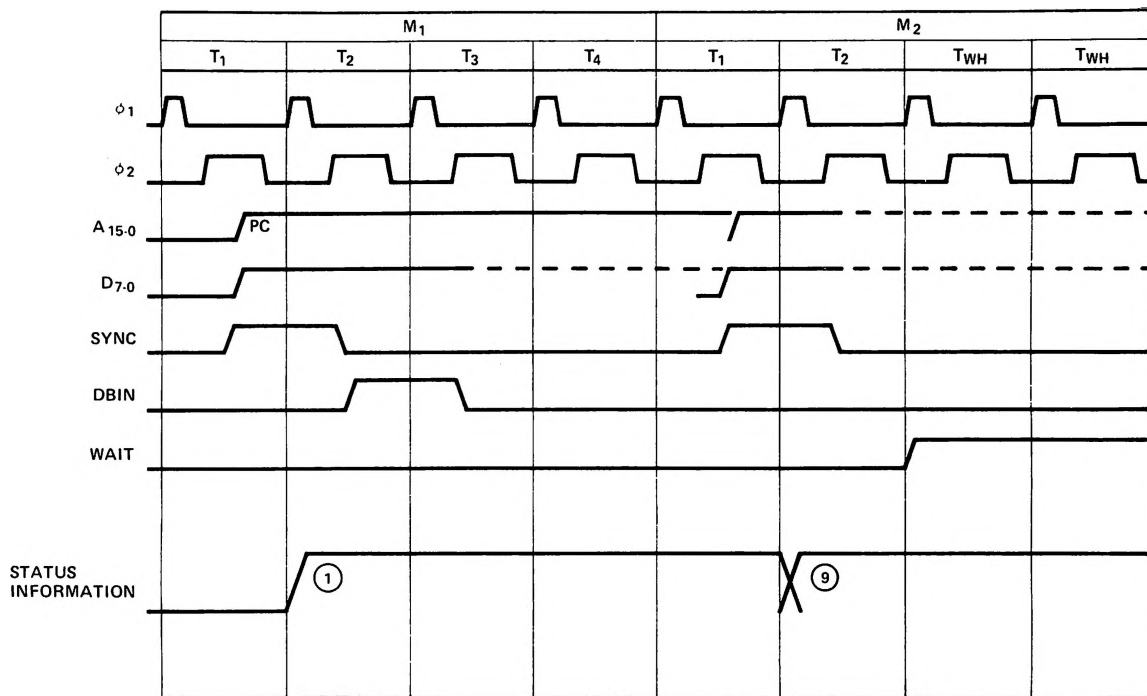 M1 M2
T1 T2 T3 T4 T1 T2 TWH TWH
φ1
φ2
A15-0 PC
D7-0
SYNC
DBIN
WAIT
STATUS
INFORMATION
1 9